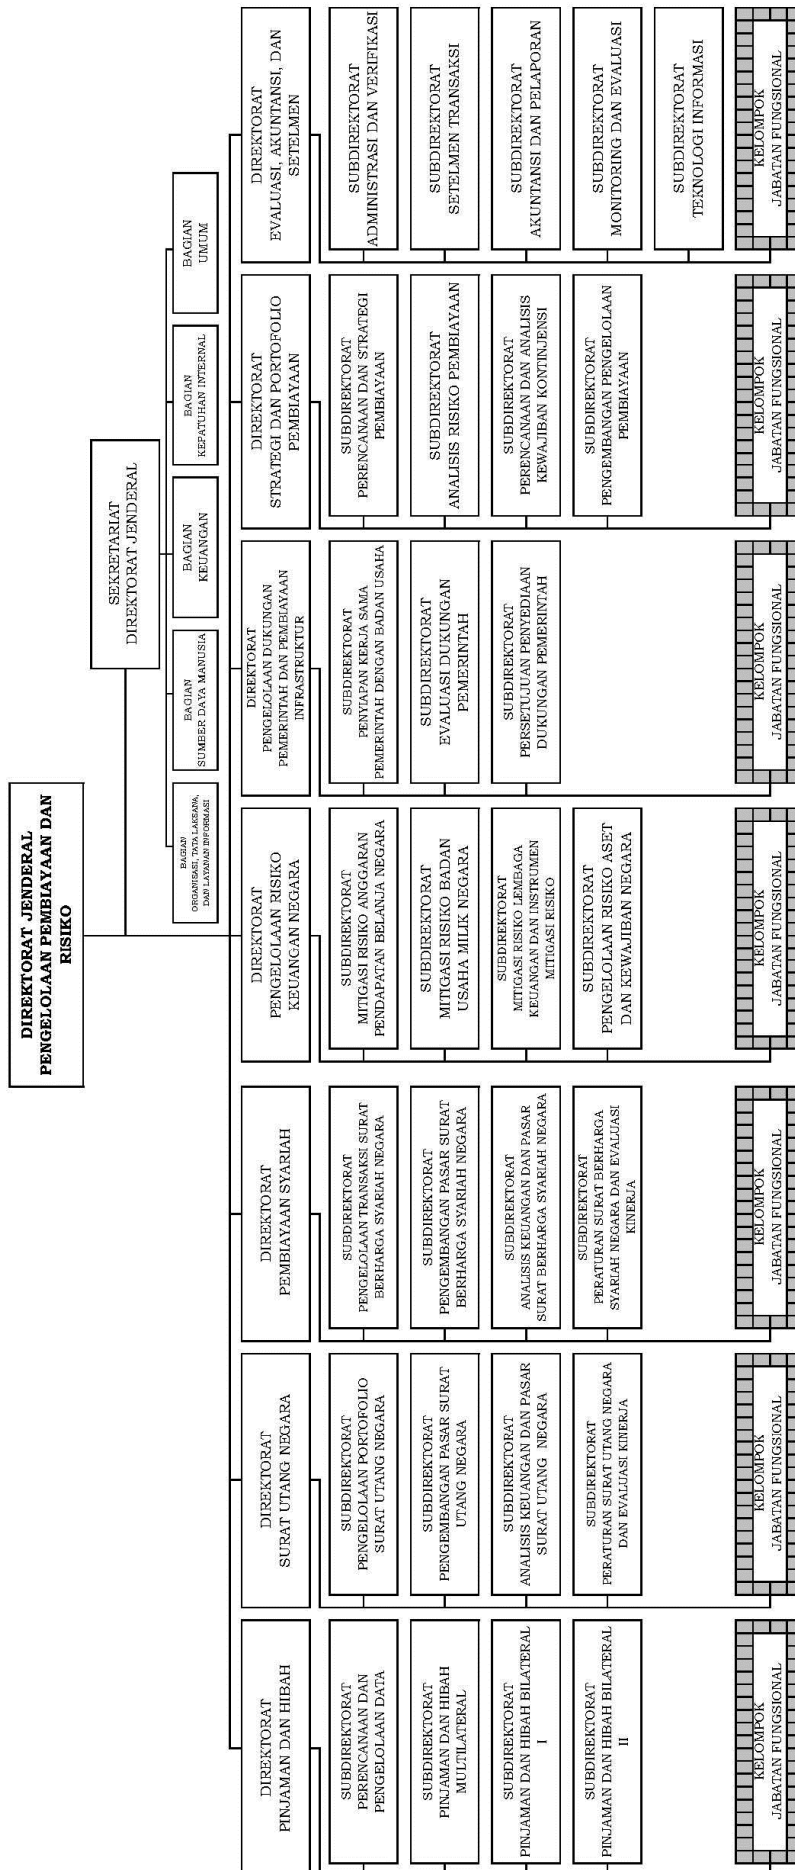 DIREKTORAT JENDERAL
PENGELOLAAN PEMBIAYAAN DAN
RISIKO
SEKRETARIAT
DIREKTORAT JENDERAL
BAGIAN
ORGANISASI, TATA LAKSANA,
DAN LAYANAN INFORMASI
BAGIAN
SUMBER DAYA MANUSIA
BAGIAN
KEUANGAN
BAGIAN
KEPATUHAN INTERNAL
BAGIAN
UMUM
DIREKTORAT
PINJAMAN DAN HIBAH
SUBDIREKTORAT
PERENCANAAN DAN
PENGELOLAAN DATA
SUBDIREKTORAT
PINJAMAN DAN HIBAH
MULTILATERAL
SUBDIREKTORAT
PINJAMAN DAN HIBAH BILATERAL
I
SUBDIREKTORAT
PINJAMAN DAN HIBAH BILATERAL
II
KELOMPOK
JABATAN FUNGSIONAL
DIREKTORAT
SURAT UTANG NEGARA
SUBDIREKTORAT
PENGELOLAAN PORTOFOLIO
SURAT UTANG NEGARA
SUBDIREKTORAT
PENGEMBANGAN PASAR SURAT
UTANG NEGARA
SUBDIREKTORAT
ANALISIS KEUANGAN DAN PASAR
SURAT UTANG NEGARA
SUBDIREKTORAT
PERATURAN SURAT UTANG NEGARA
DAN EVALUASI KINERJA
KELOMPOK
JABATAN FUNGSIONAL
DIREKTORAT
PEMBIAYAAN SYARIAH
SUBDIREKTORAT
PENGELOLAAN TRANSAKSI SURAT
BERHARGA SYARIAH NEGARA
SUBDIREKTORAT
PENGEMBANGAN PASAR SURAT
BERHARGA SYARIAH NEGARA
SUBDIREKTORAT
ANALISIS KEUANGAN DAN PASAR
SURAT BERHARGA SYARIAH NEGARA
SUBDIREKTORAT
PERATURAN SURAT BERHARGA
SYARIAH NEGARA DAN EVALUASI
KINERJA
KELOMPOK
JABATAN FUNGSIONAL
DIREKTORAT
PENGELOLAAN RISIKO
KEUANGAN NEGARA
SUBDIREKTORAT
MITIGASI RISIKO ANGGARAN
PENDAPATAN BELANJA NEGARA
SUBDIREKTORAT
MITIGASI RISIKO BADAN
USAHA MILIK NEGARA
SUBDIREKTORAT
MITIGASI RISIKO LEMBAGA
KEUANGAN DAN INSTRUMEN
MITIGASI RISIKO
SUBDIREKTORAT
PENGELOLAAN RISIKO ASET
DAN KEWAJIBAN NEGARA
KELOMPOK
JABATAN FUNGSIONAL
DIREKTORAT
PENGELOLAAN DUKUNGAN
PEMERINTAH DAN PEMBIAYAAN
INFRASTRUKTUR
SUBDIREKTORAT
PENYIAPAN KERJA SAMA
PEMERINTAH DENGAN BADAN USAHA
SUBDIREKTORAT
EVALUASI DUKUNGAN
PEMERINTAH
SUBDIREKTORAT
PERSETUJUAN PENYEDIAAN
DUKUNGAN PEMERINTAH
KELOMPOK
JABATAN FUNGSIONAL
DIREKTORAT
STRATEGI DAN PORTOFOLIO
PEMBIAYAAN
SUBDIREKTORAT
PERENCANAAN DAN STRATEGI
PEMBIAYAAN
SUBDIREKTORAT
ANALISIS RISIKO PEMBIAYAAN
SUBDIREKTORAT
PERENCANAAN DAN ANALISIS
KEWAJIBAN KONTINJENSI
SUBDIREKTORAT
PENGEMBANGAN PENGELOLAAN
PEMBIAYAAN
KELOMPOK
JABATAN FUNGSIONAL
DIREKTORAT
EVALUASI, AKUNTANSI, DAN
SETELMEN
SUBDIREKTORAT
ADMINISTRASI DAN VERIFIKASI
SUBDIREKTORAT
SETELMEN TRANSAKSI
SUBDIREKTORAT
AKUNTANSI DAN PELAPORAN
SUBDIREKTORAT
MONITORING DAN EVALUASI
SUBDIREKTORAT
TEKNOLOGI INFORMASI
KELOMPOK
JABATAN FUNGSIONAL